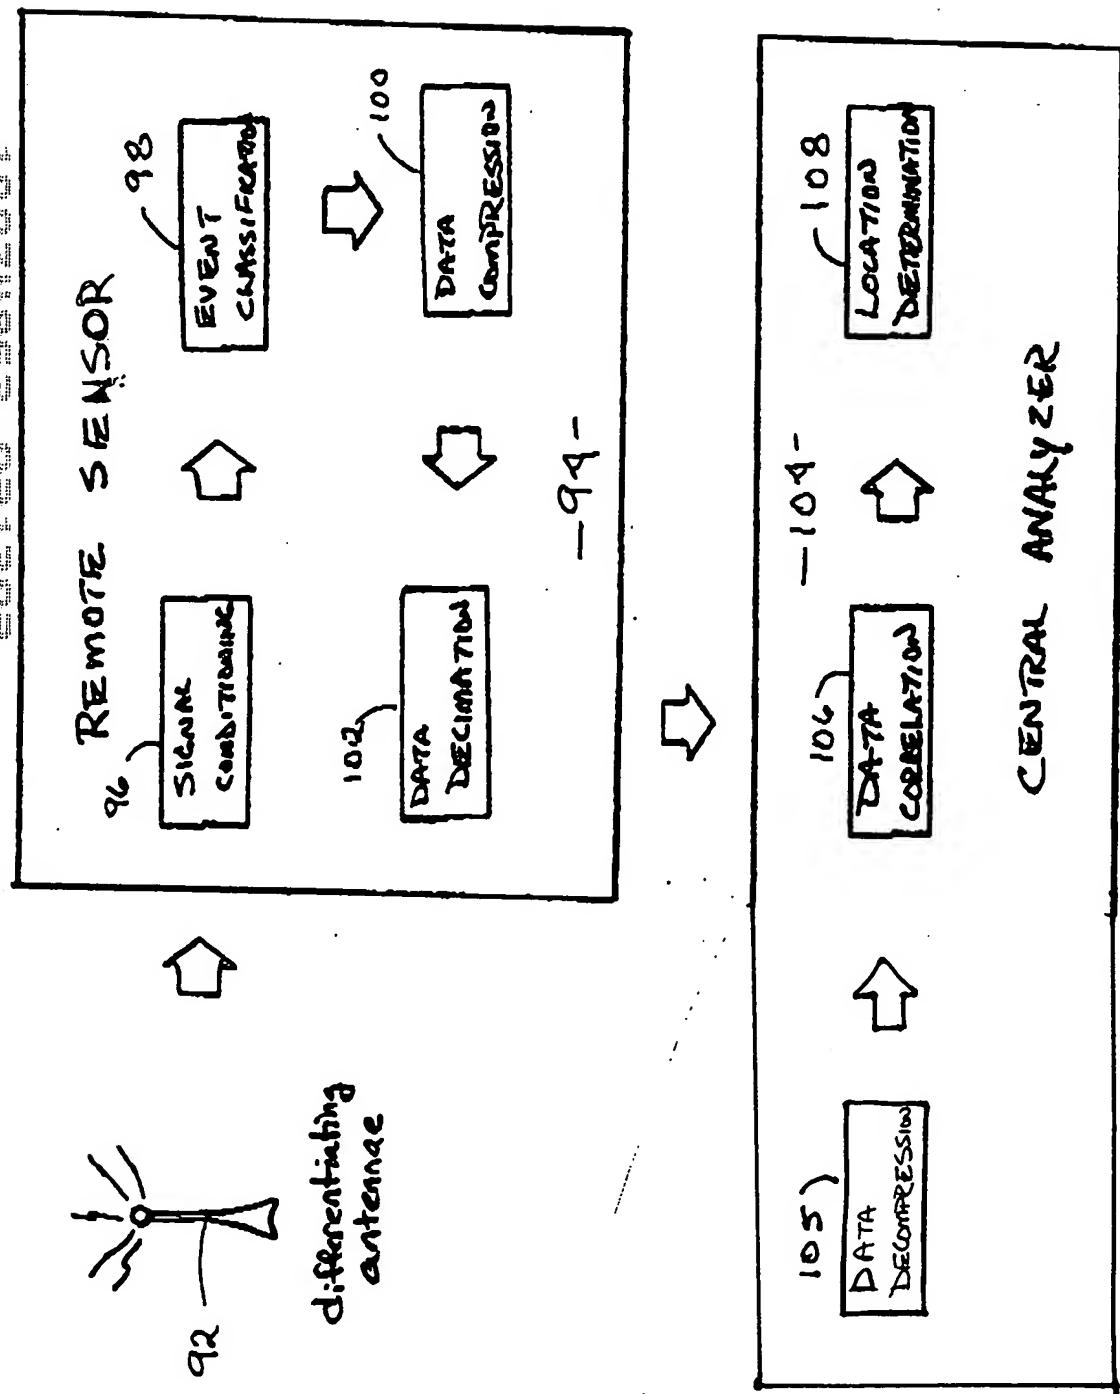 REMOTE SENSOR
96
SIGNAL
CONDITIONING
98
EVENT
CLASSIFICATION
100
DATA
COMPRESSION
102
DATA
DECIMATION
-94-
92
differentiating
antennae
-104-
105
DATA
DECOMPRESSION
106
DATA
CORRELATION
108
LOCATION
DETERMINATION
CENTRAL ANALYZER